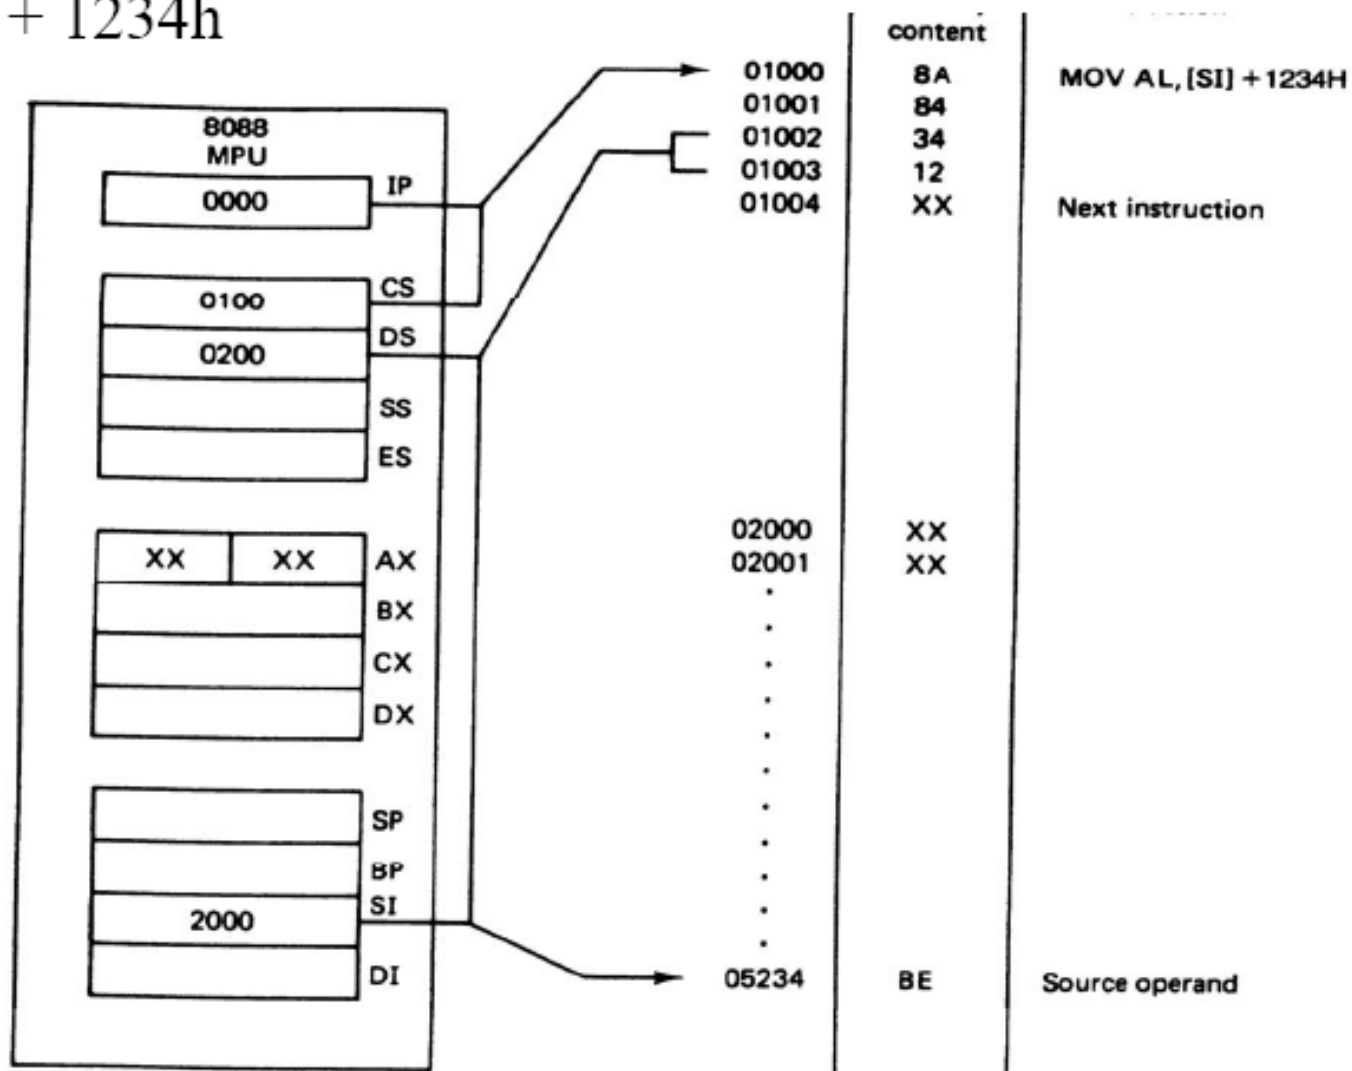 + 1234h
content
01000 8A MOV AL, [SI] + 1234H
01001 84
01002 34
01003 12
01004 XX Next instruction
8088
MPU
0000 IP
0100 CS
0200 DS
SS
ES
XX XX AX
BX
CX
DX
SP
BP
2000 SI
DI
02000 XX
02001 XX
05234 BE Source operand